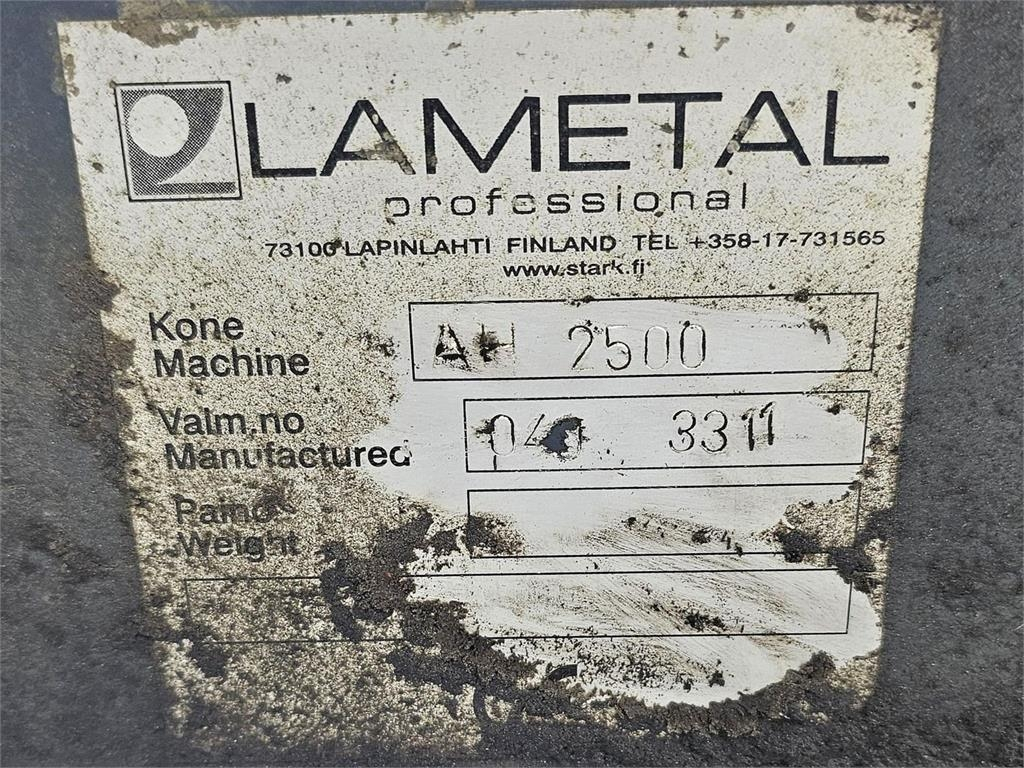 LAMETAL
professional
73100 LAPINLAHTI FINLAND TEL +358-17-731565
www.stark.fi
Kone
Machine
AH 2500
Valm.no
Manufactured
3311
Paino
Weight